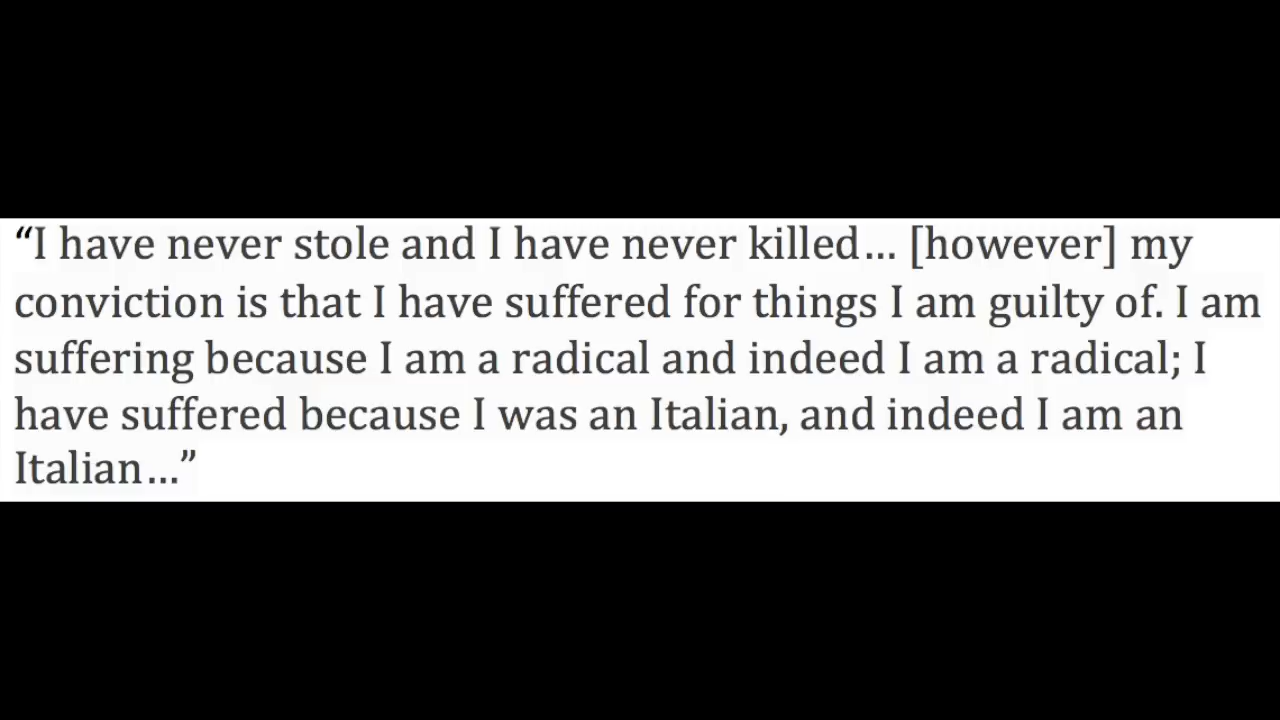 “I have never stole and I have never killed… [however] my
conviction is that I have suffered for things I am guilty of. I am
suffering because I am a radical and indeed I am a radical; I
have suffered because I was an Italian, and indeed I am an
Italian…”